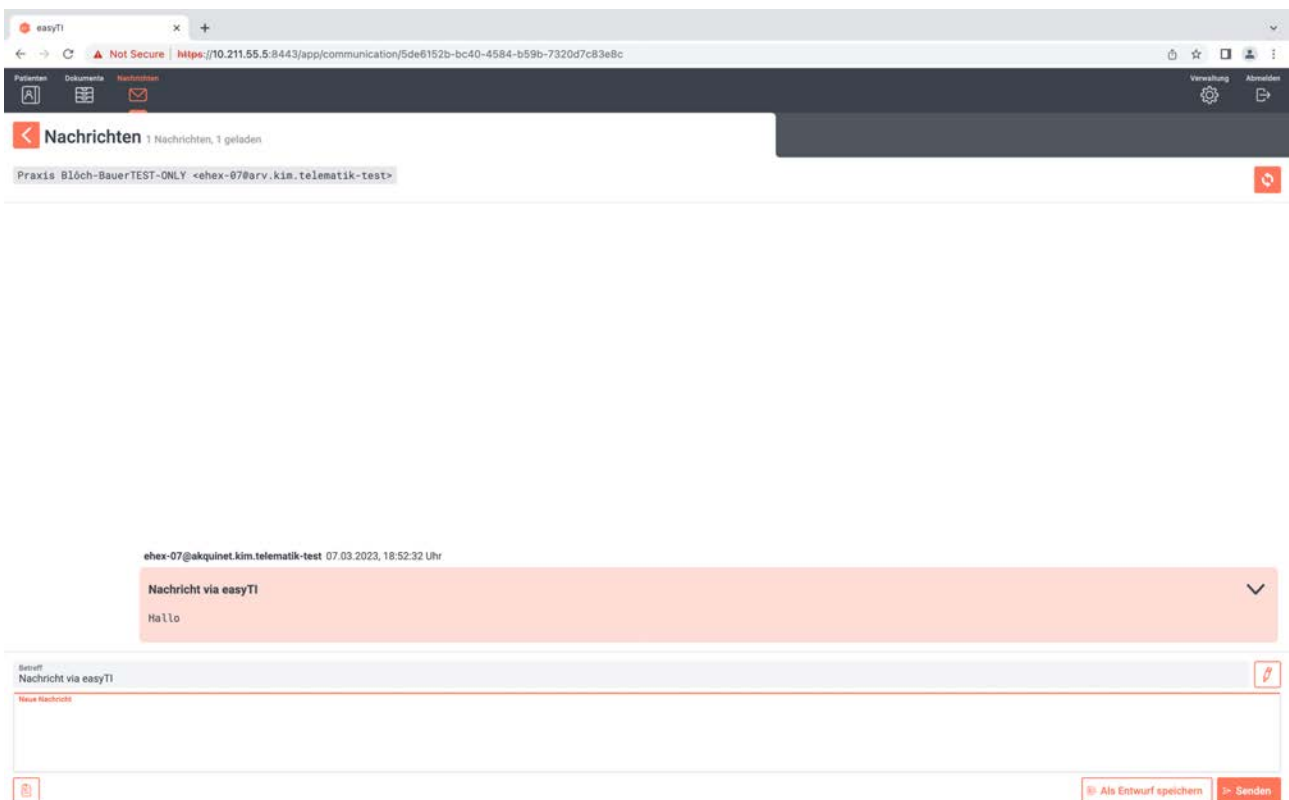 easyTI
Not Secure https://10.211.55.5:8443/app/communication/5de6152b-bc40-4584-b59b-7320d7c83e8c
Patienten Dokumente Nachrichten Verwaltung Abmelden
Nachrichten 1 Nachrichten, 1 geladen
Praxis Blöch-BauerTEST-ONLY <ehex-07@arv.kim.telematik-test>
ehex-07@akquinet.kim.telematik-test 07.03.2023, 18:52:32 Uhr
Nachricht via easyTI
Hallo
Betreff
Nachricht via easyTI
Neue Nachricht
Als Entwurf speichern Senden